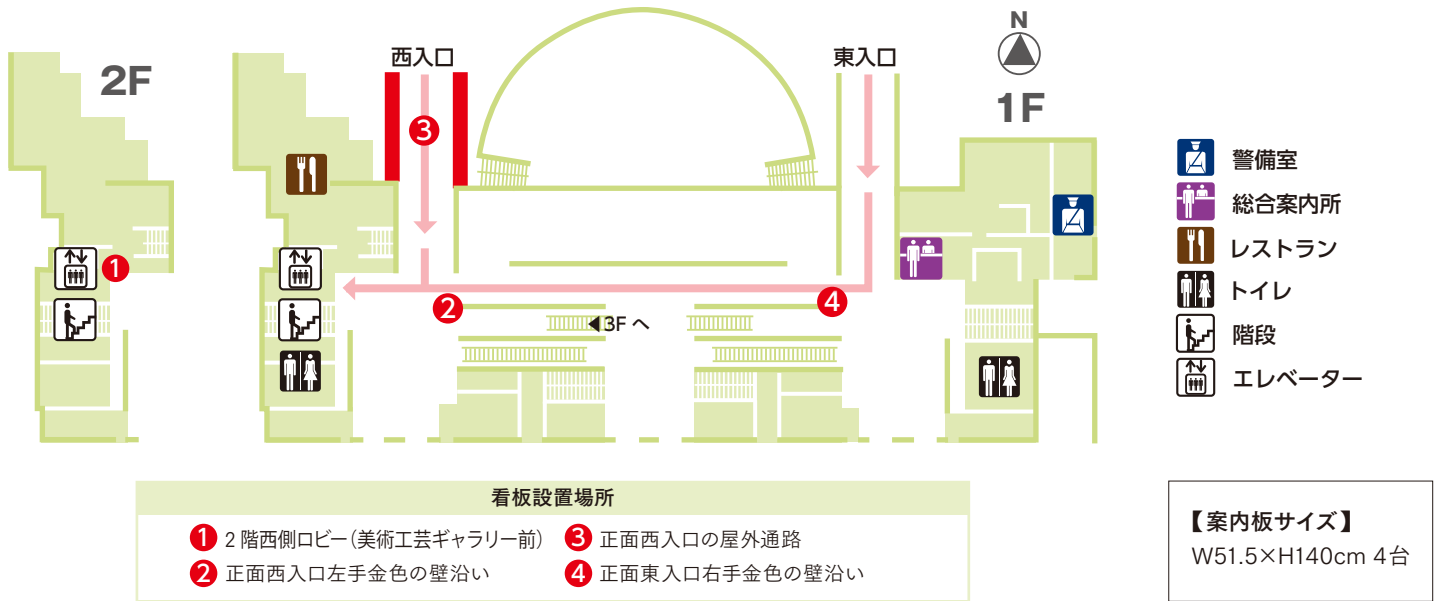 2F
西入口
東入口
N
1F
3
1
2
4
◀3F へ
警備室
総合案内所
レストラン
トイレ
階段
エレベーター
看板設置場所
1 2 階西側ロビー(美術工芸ギャラリー前)
3 正面西入口の屋外通路
2 正面西入口左手金色の壁沿い
4 正面東入口右手金色の壁沿い
【案内板サイズ】
W51.5×H140cm 4台